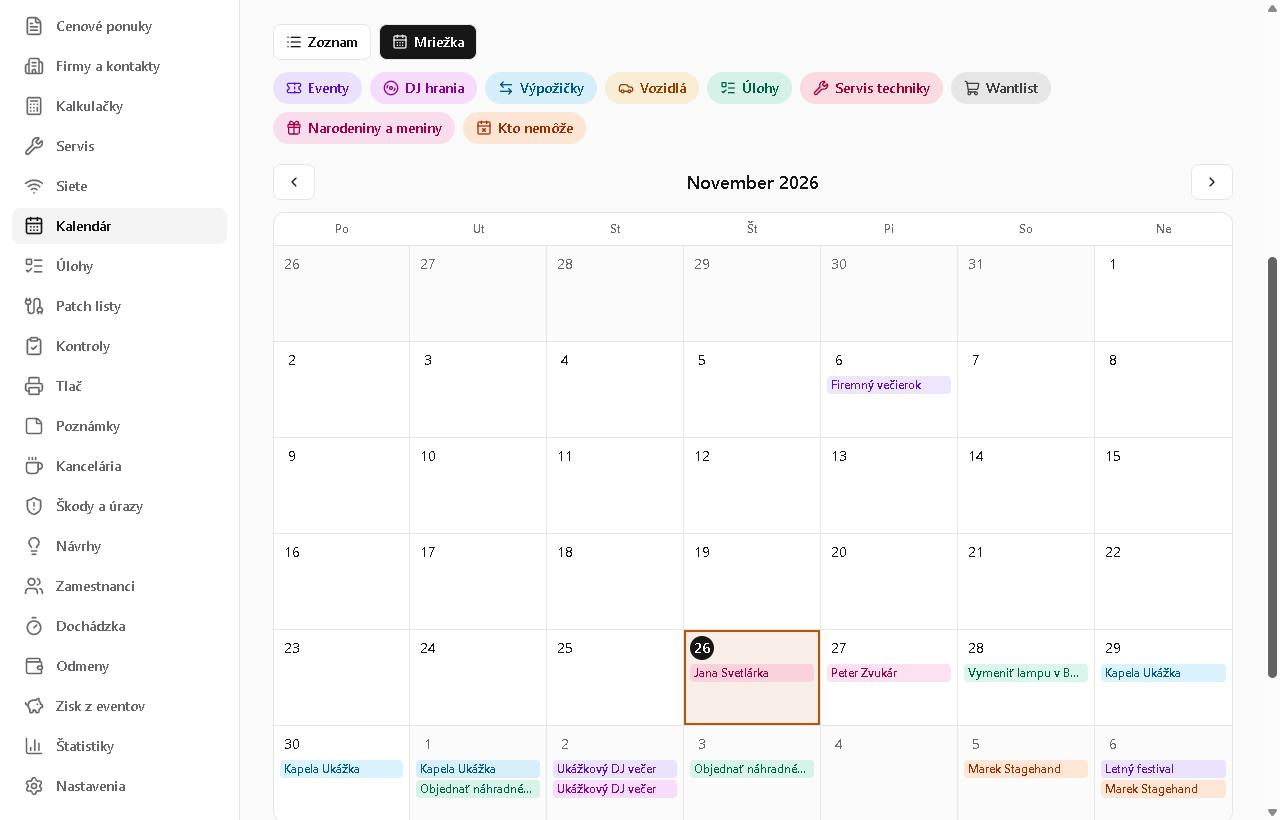 Cenové ponuky
Firmy a kontakty
Kalkulačky
Servis
Siete
Kalendár
Úlohy
Patch listy
Kontroly
Tlač
Poznámky
Kancelária
Škody a úrazy
Návrhy
Zamestnanci
Dochádzka
Odmeny
Zisk z eventov
Štatistiky
Nastavenia
Zoznam Mriežka
Eventy DJ hrania Výpožičky Vozidlá Úlohy Servis techniky Wantlist
Narodeniny a meniny Kto nemôže
November 2026
Po Ut St Št Pi So Ne
26 27 28 29 30 31 1
2 3 4 5 6 7 8
Firemný večierok
9 10 11 12 13 14 15
16 17 18 19 20 21 22
23 24 25 26 27 28 29
Jana Svetlárka Peter Zvukár Vymeniť lampu v B... Kapela Ukážka
30 1 2 3 4 5 6
Kapela Ukážka Kapela Ukážka Ukážkový DJ večer Objednať náhradné... Marek Stagehand Letný festival
Objednať náhradné... Ukážkový DJ večer Marek Stagehand